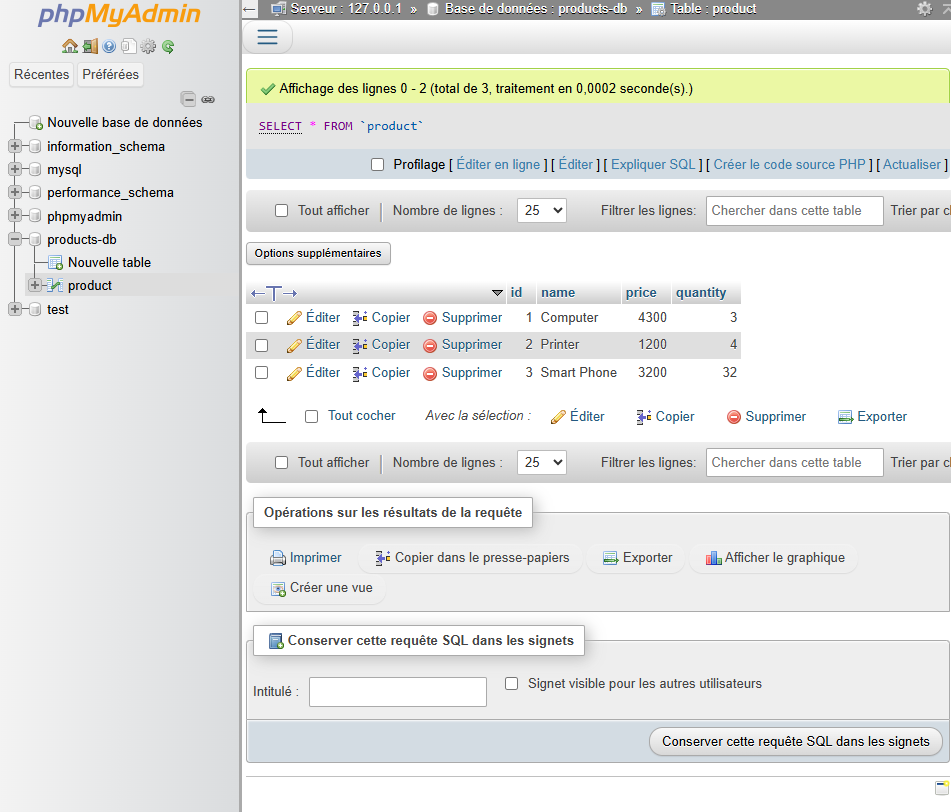 phpMyAdmin
Récentes Préférées
Nouvelle base de données
information_schema
mysql
performance_schema
phpmyadmin
products-db
Nouvelle table
product
test
Serveur : 127.0.0.1 » Base de données : products-db » Table : product
Affichage des lignes 0 - 2 (total de 3, traitement en 0,0002 seconde(s).)
SELECT * FROM `product`
Profilage [ Éditer en ligne ] [ Éditer ] [ Expliquer SQL ] [ Créer le code source PHP ] [ Actualiser ]
Tout afficher | Nombre de lignes : 25 Filtrer les lignes: Chercher dans cette table Trier par cl
Options supplémentaires
←T→ id name price quantity
Éditer Copier Supprimer 1 Computer 4300 3
Éditer Copier Supprimer 2 Printer 1200 4
Éditer Copier Supprimer 3 Smart Phone 3200 32
Tout cocher Avec la sélection : Éditer Copier Supprimer Exporter
Tout afficher | Nombre de lignes : 25 Filtrer les lignes: Chercher dans cette table Trier par cl
Opérations sur les résultats de la requête
Imprimer Copier dans le presse-papiers Exporter Afficher le graphique
Créer une vue
Conserver cette requête SQL dans les signets
Intitulé : Signet visible pour les autres utilisateurs
Conserver cette requête SQL dans les signets